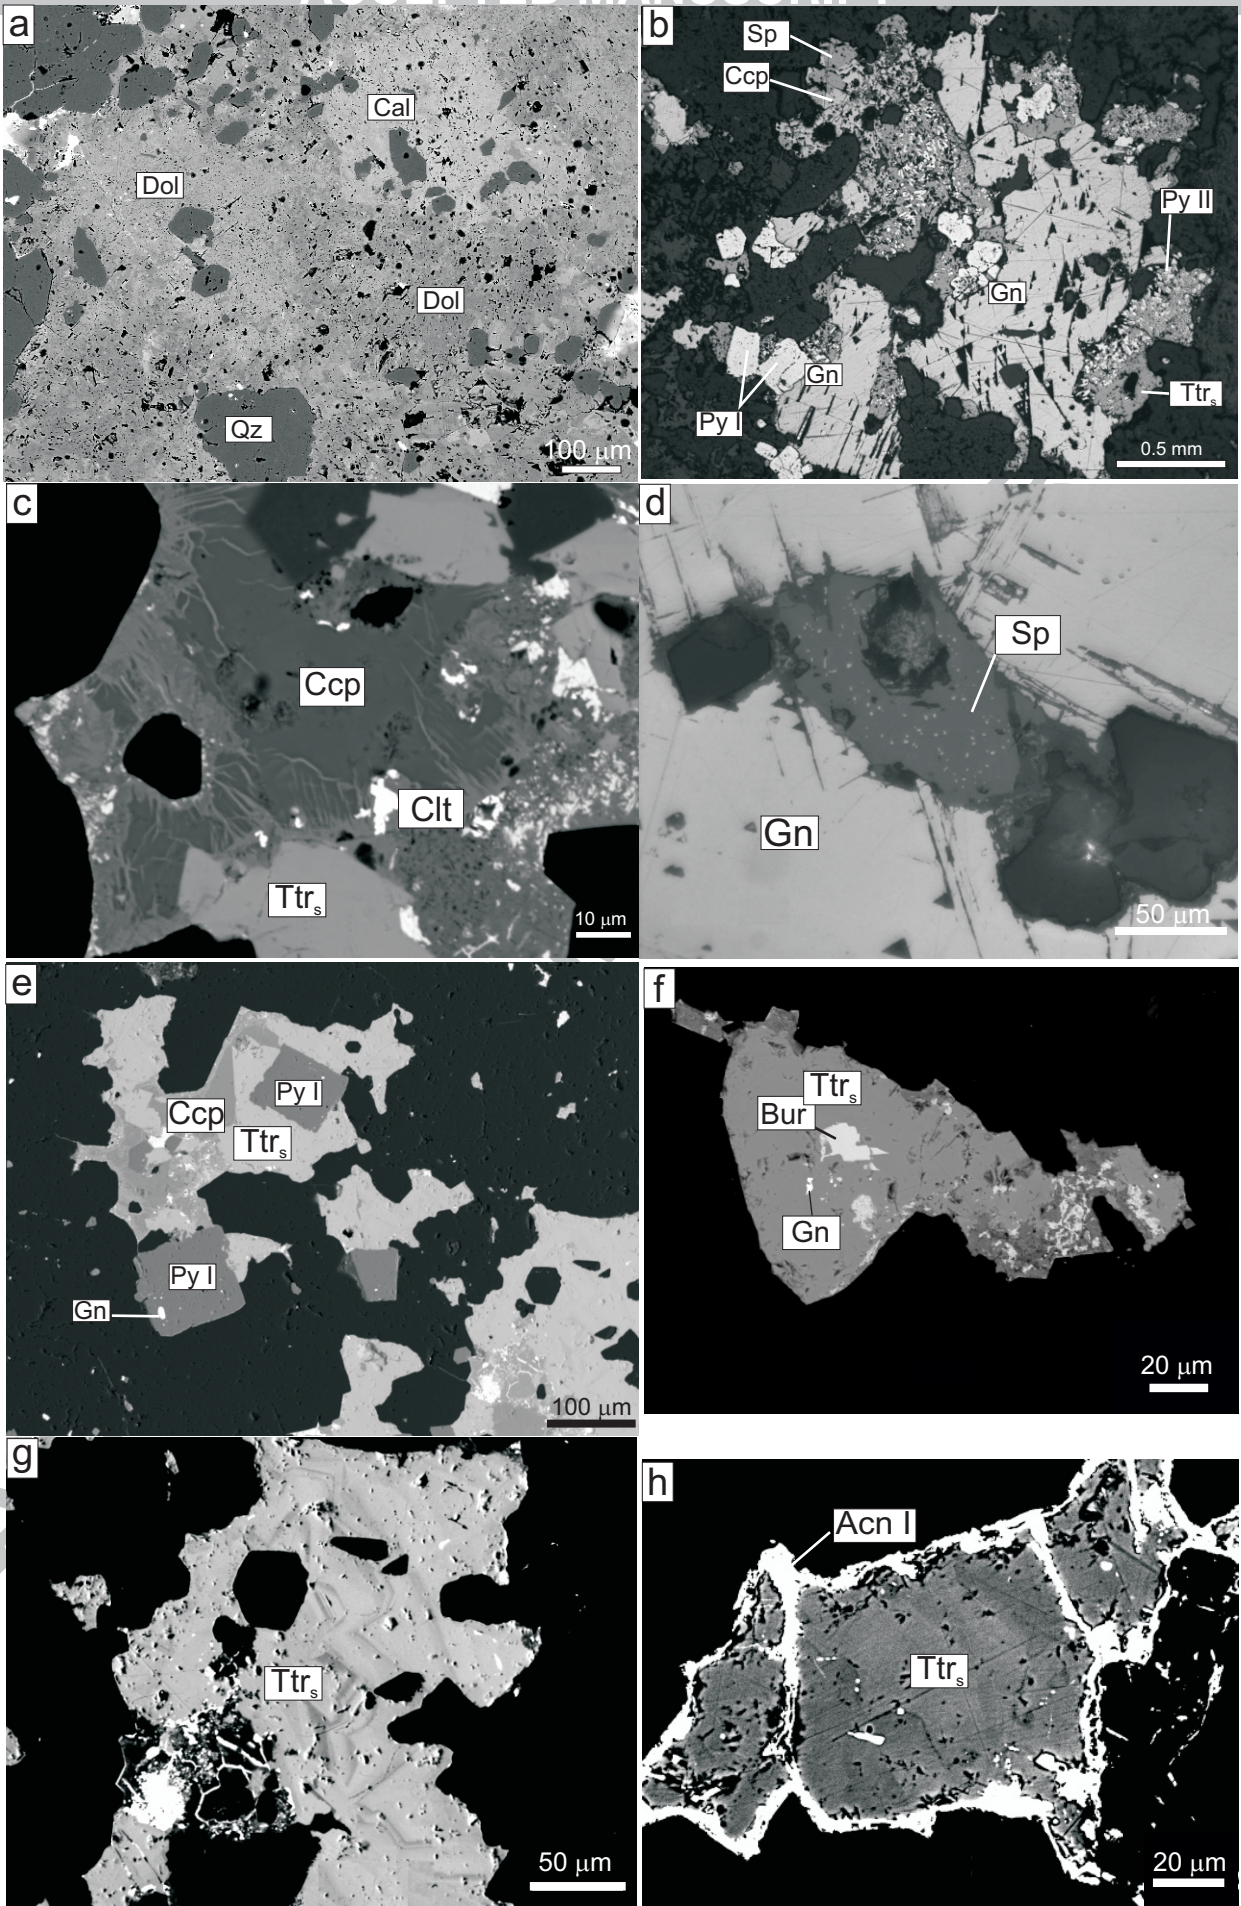 ACCEPTED MANUSCRIPT
a
Cal
Dol
Dol
Qz
100 μm
b
Sp
Ccp
Py II
Gn
Gn
Py I
Ttrs
0.5 mm
c
Ccp
Clt
Ttrs
10 μm
d
Sp
Gn
50 μm
e
Py I
Ccp
Ttrs
Py I
Gn
100 μm
f
Ttrs
Bur
Gn
20 μm
g
Ttrs
50 μm
h
Acn I
Ttrs
20 μm